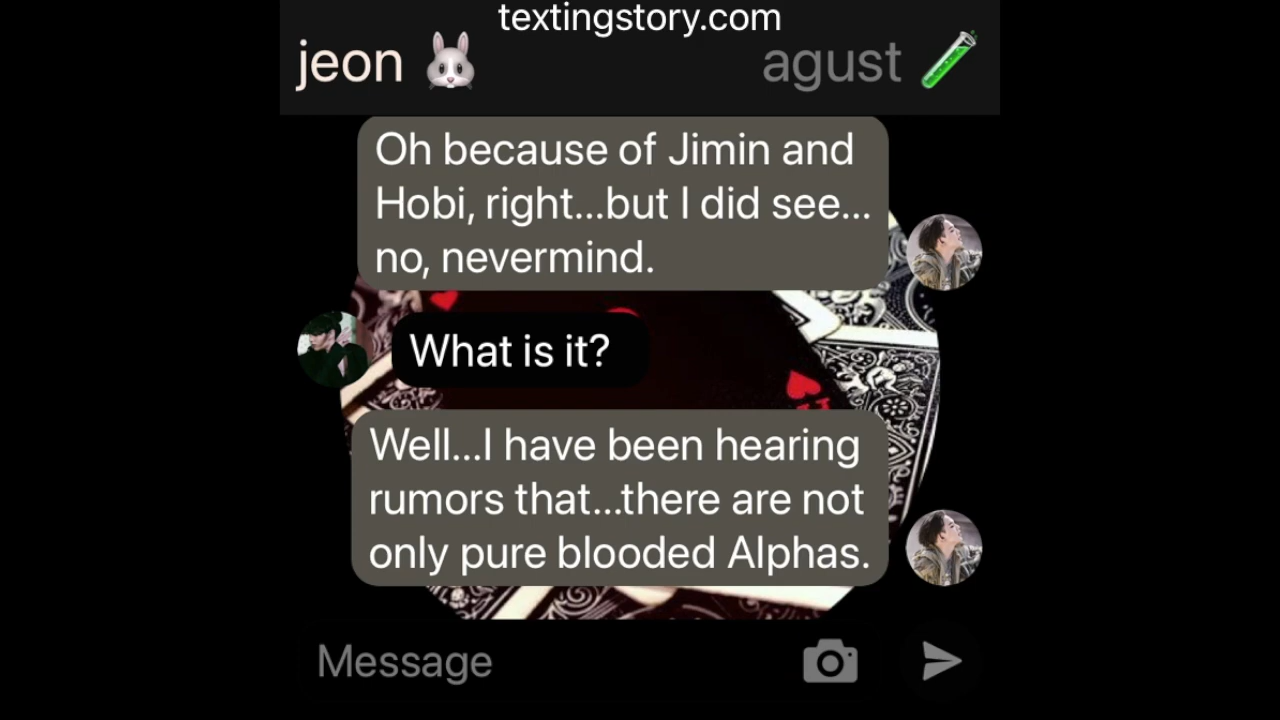 textingstory.com
jeon 🐰 agust 🧪
Oh because of Jimin and
Hobi, right...but I did see...
no, nevermind.
What is it?
Well...I have been hearing
rumors that...there are not
only pure blooded Alphas.
Message